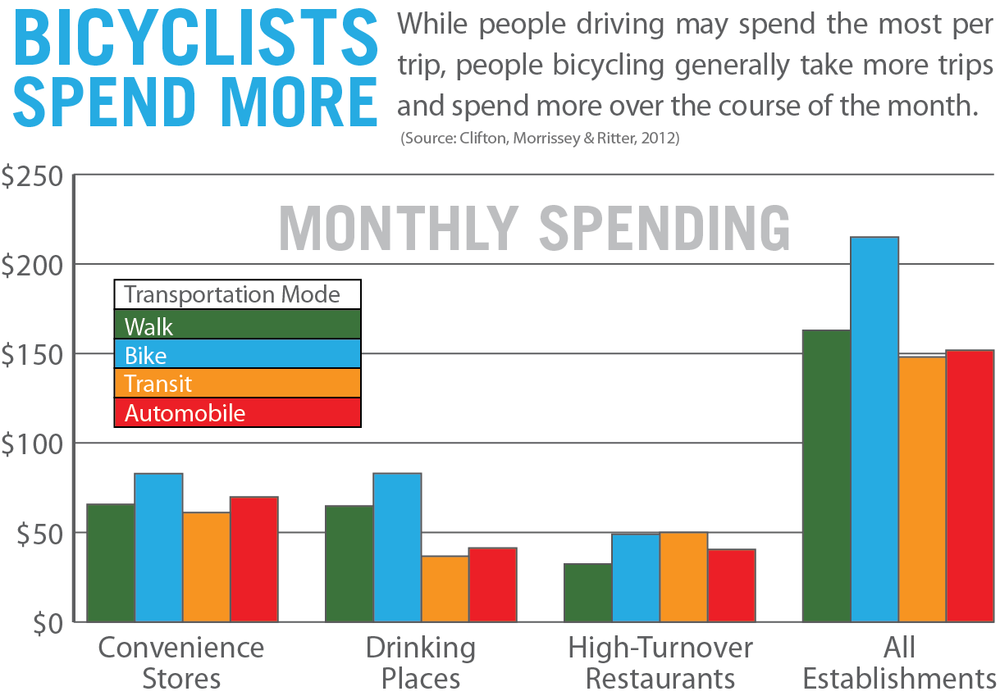 BICYCLISTS
SPEND MORE
While people driving may spend the most per
trip, people bicycling generally take more trips
and spend more over the course of the month.
(Source: Clifton, Morrissey & Ritter, 2012)
MONTHLY SPENDING
$250
$200
$150
$100
$50
$0
Transportation Mode
Walk
Bike
Transit
Automobile
Convenience
Stores
Drinking
Places
High-Turnover
Restaurants
All
Establishments